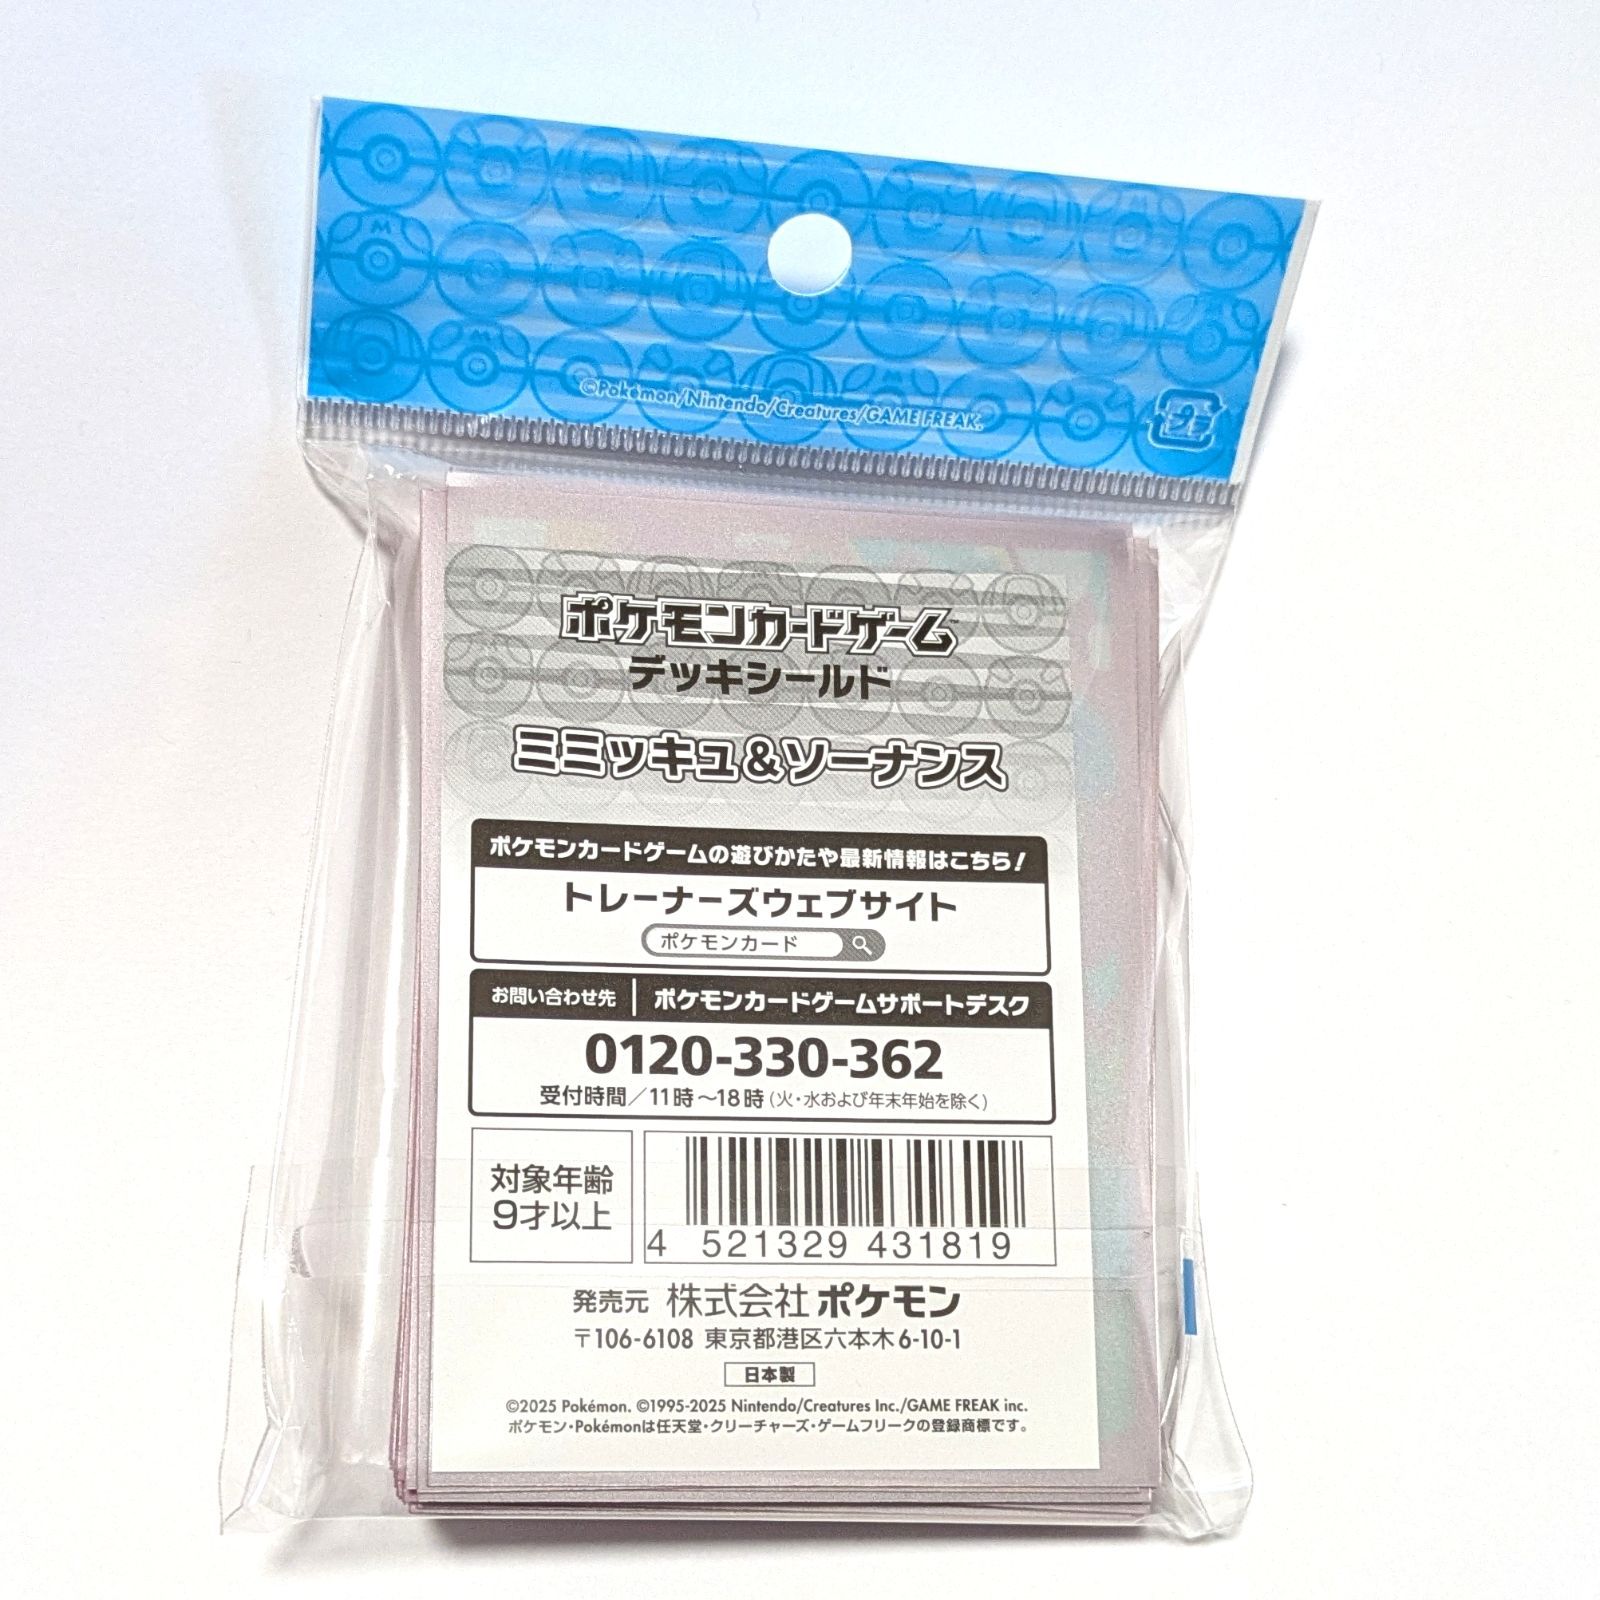 ©Pokémon/Nintendo/Creatures/GAME FREAK.
プラ
ポケモンカードゲーム™
デッキシールド
ミミッキュ&ソーナンス
ポケモンカードゲームの遊びかたや最新情報はこちら！
トレーナーズウェブサイト
ポケモンカード
お問い合わせ先 ポケモンカードゲームサポートデスク
0120-330-362
受付時間／11時～18時(火・水および年末年始を除く)
対象年齢
9才以上
4 521329 431819
発売元 株式会社ポケモン
〒106-6108 東京都港区六本木6-10-1
日本製
©2025 Pokémon. ©1995-2025 Nintendo/Creatures Inc./GAME FREAK inc.
ポケモン・Pokémonは任天堂・クリーチャーズ・ゲームフリークの登録商標です。